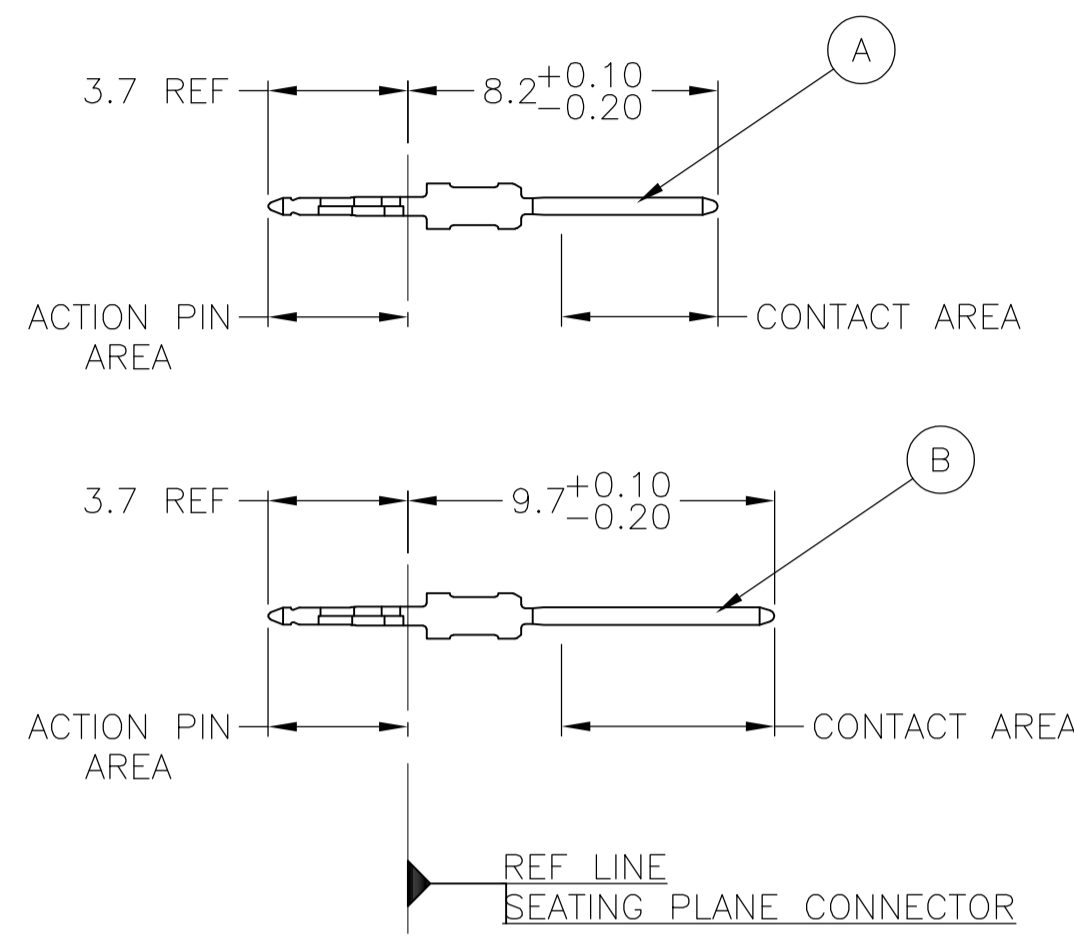 A
3.7 REF
8.2 +0.10 -0.20
ACTION PIN AREA
CONTACT AREA
B
3.7 REF
9.7 +0.10 -0.20
ACTION PIN AREA
CONTACT AREA
REF LINE
SEATING PLANE CONNECTOR